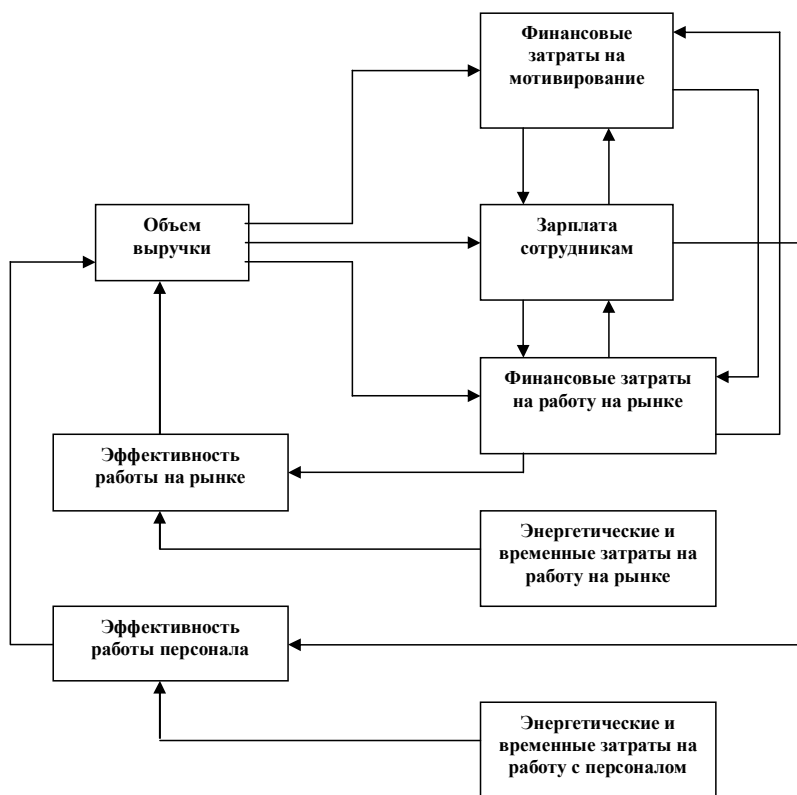 Финансовые
затраты на
мотивирование
Объем
выручки
Зарплата
сотрудникам
Финансовые затраты
на работу на рынке
Эффективность
работы на рынке
Энергетические и
временные затраты на
работу на рынке
Эффективность
работы персонала
Энергетические и
временные затраты на
работу с персоналом